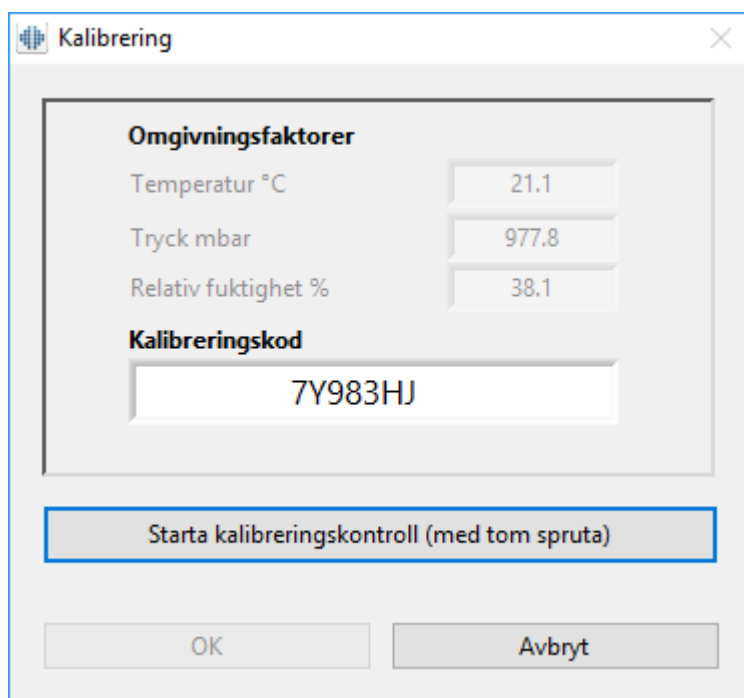 Kalibrering
Omgivningsfaktorer
Temperatur °C 21.1
Tryck mbar 977.8
Relativ fuktighet % 38.1
Kalibreringskod
7Y983HJ
Starta kalibreringskontroll (med tom spruta)
OK Avbryt